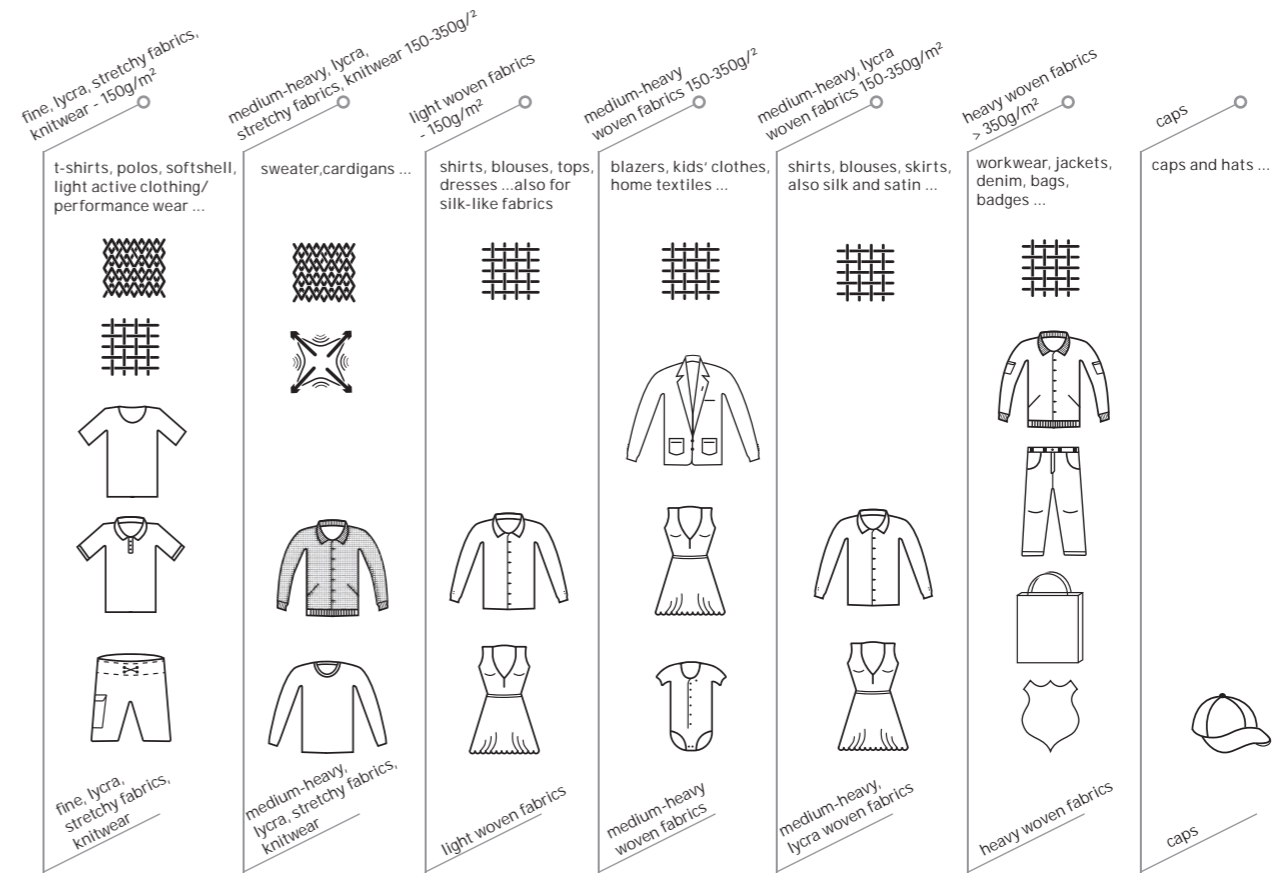 fine, lycra, stretchy fabrics,
knitwear - 150g/m²
medium-heavy, lycra,
stretchy fabrics, knitwear 150-350g/²
light woven fabrics
- 150g/m²
medium-heavy
woven fabrics 150-350g/²
medium-heavy, lycra
woven fabrics 150-350g/m²
heavy woven fabrics
> 350g/m²
caps
t-shirts, polos, softshell,
light active clothing/
performance wear ...
sweater,cardigans ...
shirts, blouses, tops,
dresses ...also for
silk-like fabrics
blazers, kids' clothes,
home textiles ...
shirts, blouses, skirts,
also silk and satin ...
workwear, jackets,
denim, bags,
badges ...
caps and hats ...
fine, lycra,
stretchy fabrics,
knitwear
medium-heavy,
lycra, stretchy fabrics,
knitwear
light woven fabrics
medium-heavy
woven fabrics
medium-heavy,
lycra woven fabrics
heavy woven fabrics
caps